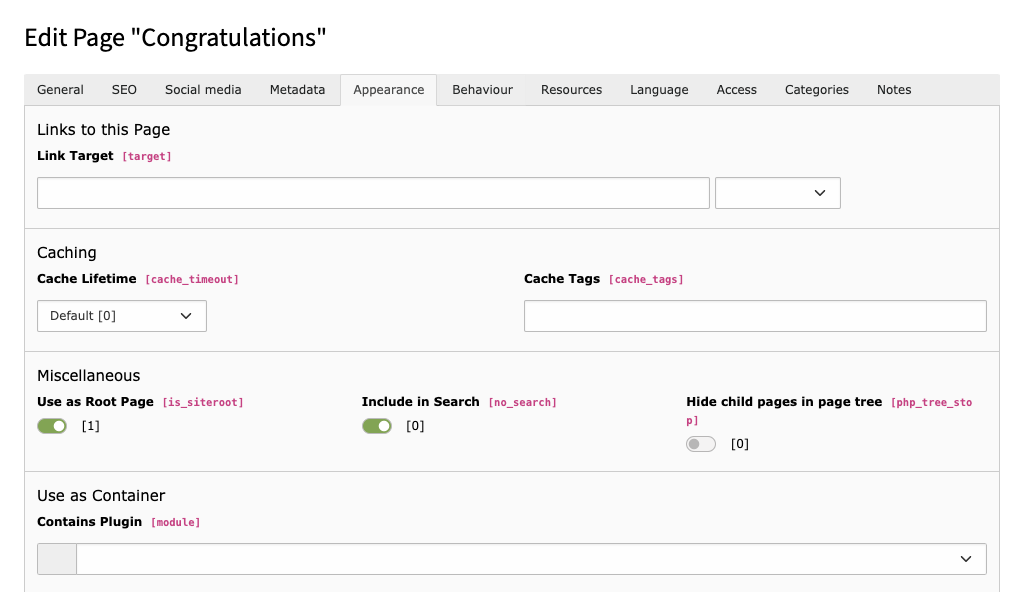 Edit Page "Congratulations"
General SEO Social media Metadata Appearance Behaviour Resources Language Access Categories Notes
Links to this Page
Link Target [target]
Caching
Cache Lifetime [cache_timeout] Cache Tags [cache_tags]
Default [0]
Miscellaneous
Use as Root Page [is_siteroot] Include in Search [no_search] Hide child pages in page tree [php_tree_sto
p]
[1] [0]
[0]
Use as Container
Contains Plugin [module]